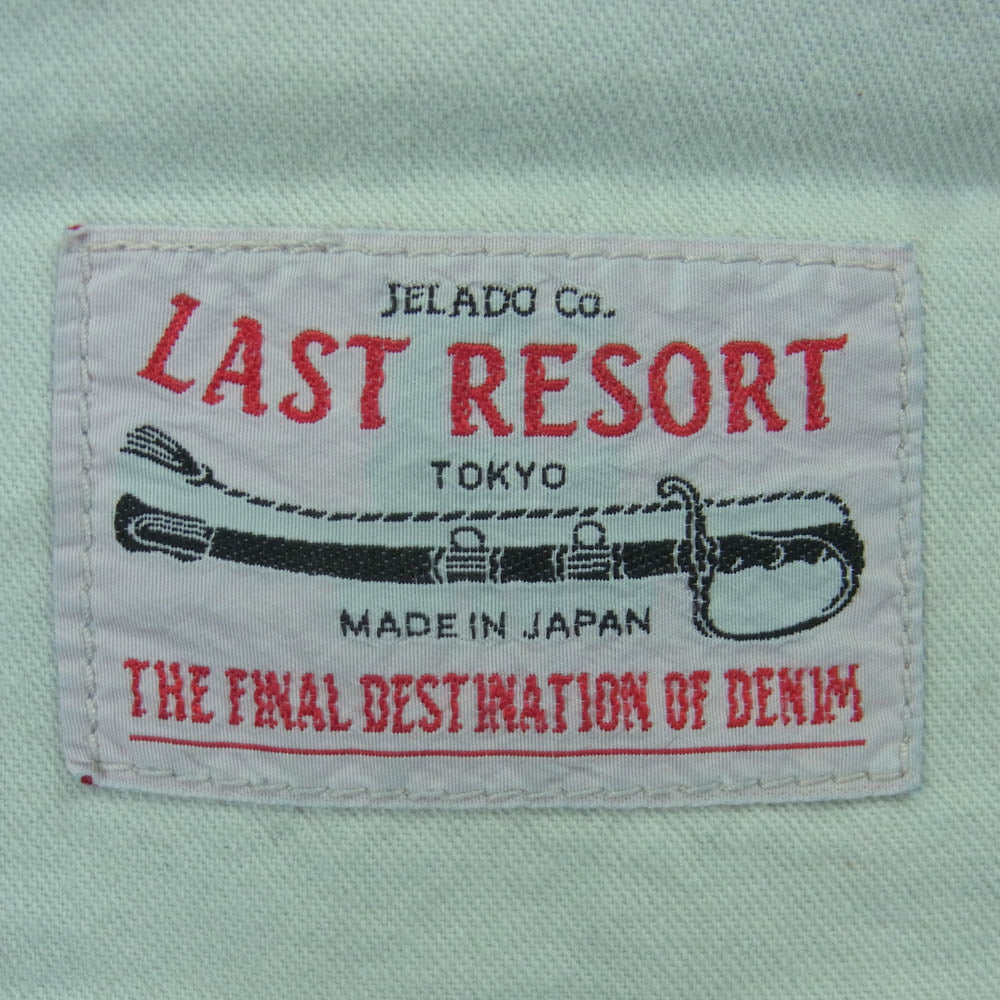 JELADO Co.
LAST RESORT
TOKYO
MADE IN JAPAN
THE FINAL DESTINATION OF DENIM